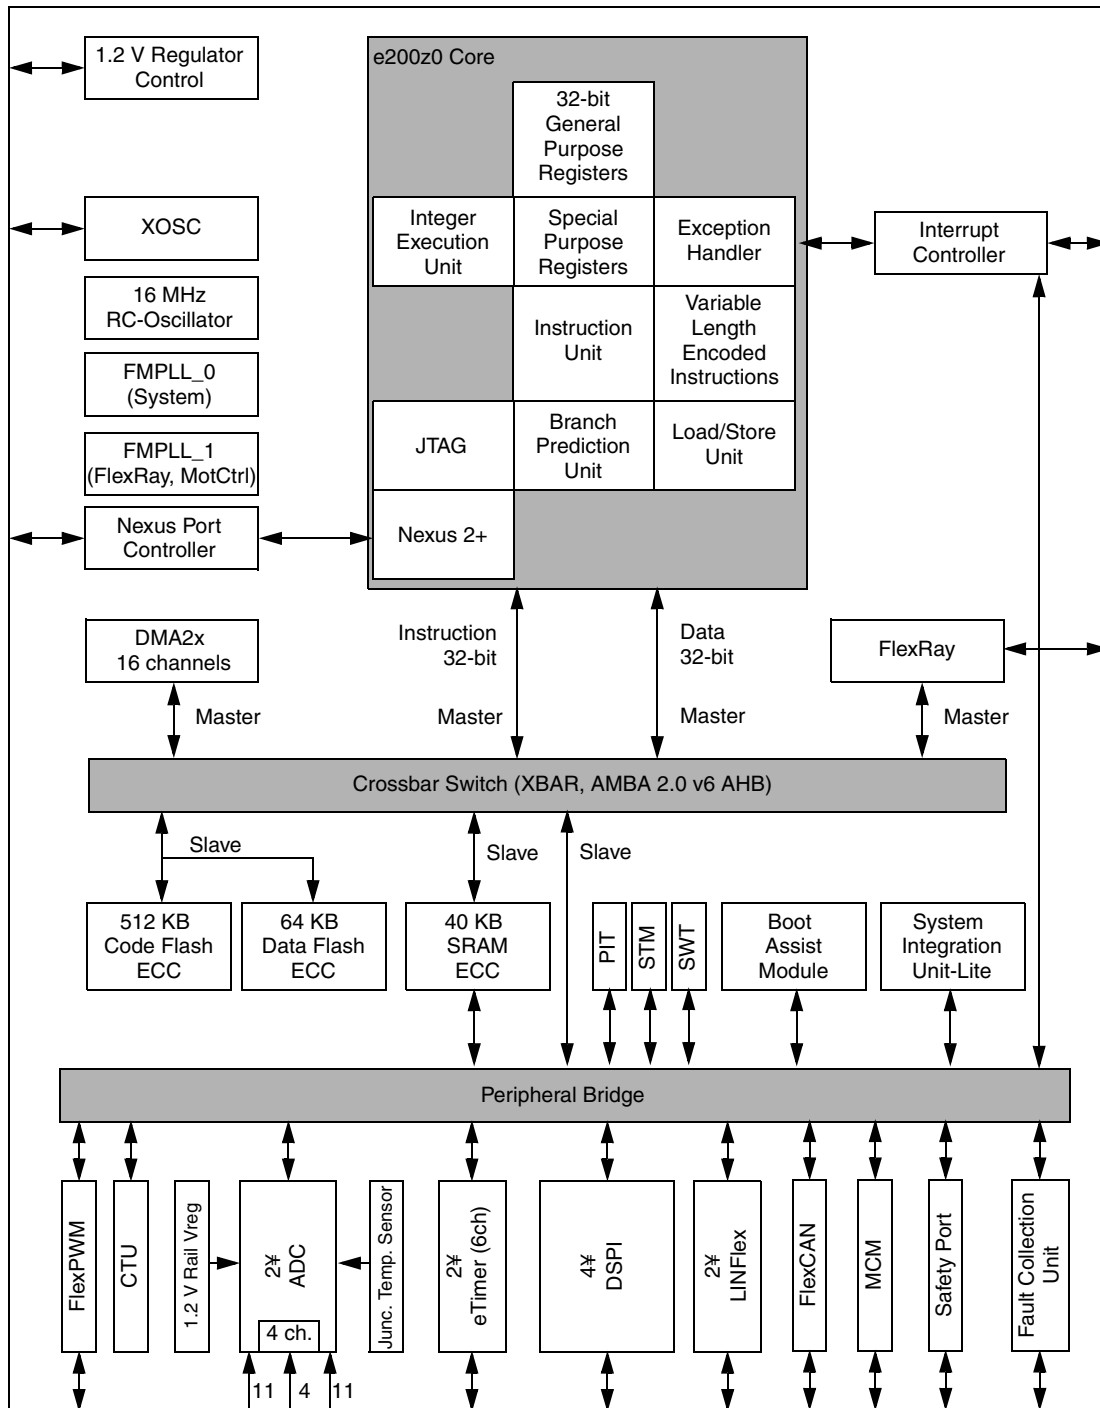 1.2 V Regulator
Control
e200z0 Core
32-bit
General
Purpose
Registers
XOSC
Integer
Execution
Unit
Special
Purpose
Registers
Exception
Handler
Interrupt
Controller
16 MHz
RC-Oscillator
Instruction
Unit
Variable
Length
Encoded
Instructions
FMPLL_0
(System)
FMPLL_1
(FlexRay, MotCtrl)
JTAG
Branch
Prediction
Unit
Load/Store
Unit
Nexus Port
Controller
Nexus 2+
DMA2x
16 channels
Instruction
32-bit
Data
32-bit
FlexRay
Master
Master
Master
Master
Crossbar Switch (XBAR, AMBA 2.0 v6 AHB)
Slave
Slave
Slave
512 KB
Code Flash
ECC
64 KB
Data Flash
ECC
40 KB
SRAM
ECC
PIT
STM
SWT
Boot
Assist
Module
System
Integration
Unit-Lite
Peripheral Bridge
FlexPWM
CTU
1.2 V Rail Vreg
2¥
ADC
4 ch.
Junc. Temp. Sensor
2¥
eTimer (6ch)
4¥
DSPI
2¥
LINFlex
FlexCAN
MCM
Safety Port
Fault Collection
Unit
11
4
11